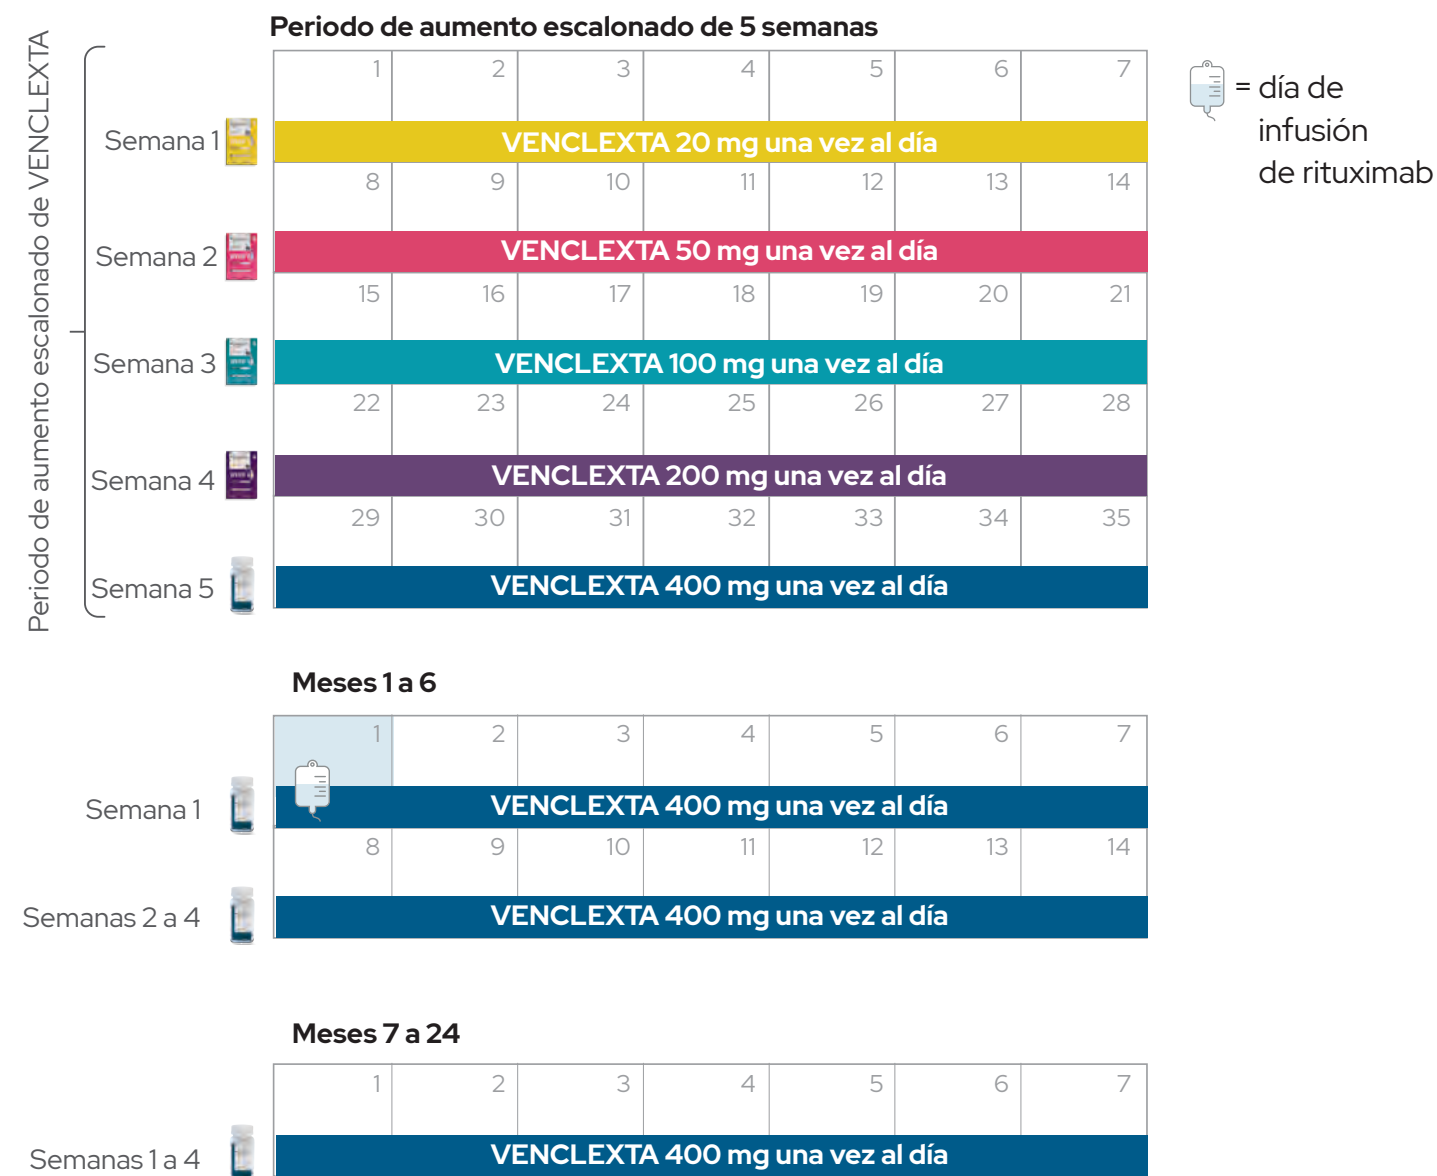 Periodo de aumento escalonado de 5 semanas
Periodo de aumento escalonado de VENCLEXTA
1 2 3 4 5 6 7
Semana 1
VENCLEXTA 20 mg una vez al día
8 9 10 11 12 13 14
Semana 2
VENCLEXTA 50 mg una vez al día
15 16 17 18 19 20 21
Semana 3
VENCLEXTA 100 mg una vez al día
22 23 24 25 26 27 28
Semana 4
VENCLEXTA 200 mg una vez al día
29 30 31 32 33 34 35
Semana 5
VENCLEXTA 400 mg una vez al día
= día de
infusión
de rituximab
Meses 1 a 6
1 2 3 4 5 6 7
Semana 1
VENCLEXTA 400 mg una vez al día
8 9 10 11 12 13 14
Semanas 2 a 4
VENCLEXTA 400 mg una vez al día
Meses 7 a 24
1 2 3 4 5 6 7
Semanas 1 a 4
VENCLEXTA 400 mg una vez al día